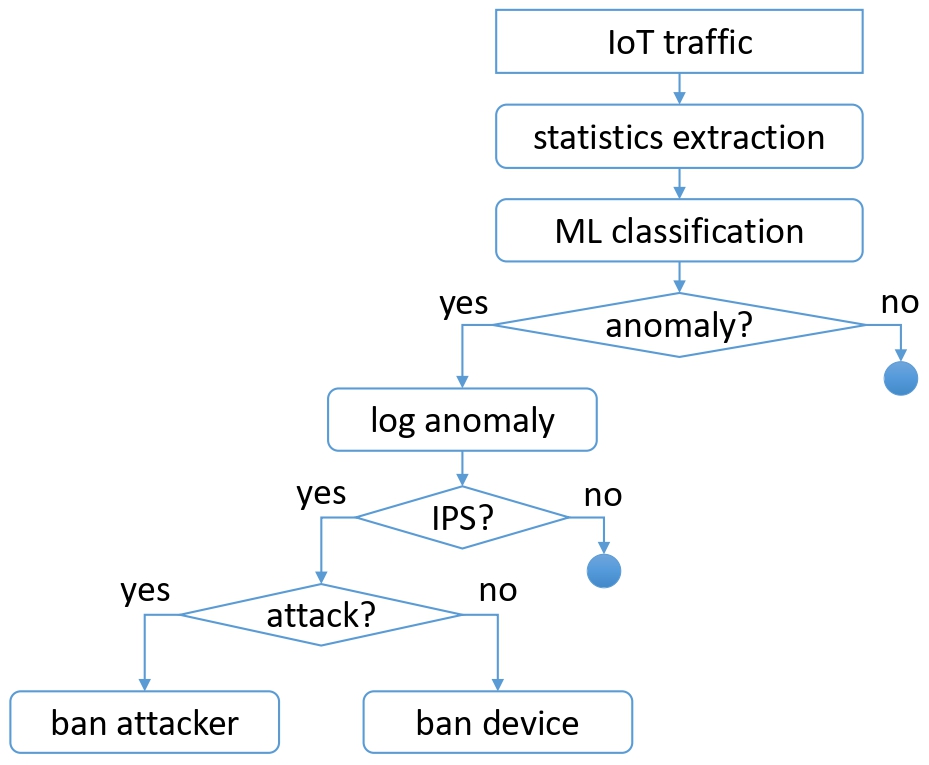 IoT traffic
statistics extraction
ML classification
yes
no
anomaly?
log anomaly
yes
no
IPS?
yes
no
attack?
ban attacker
ban device